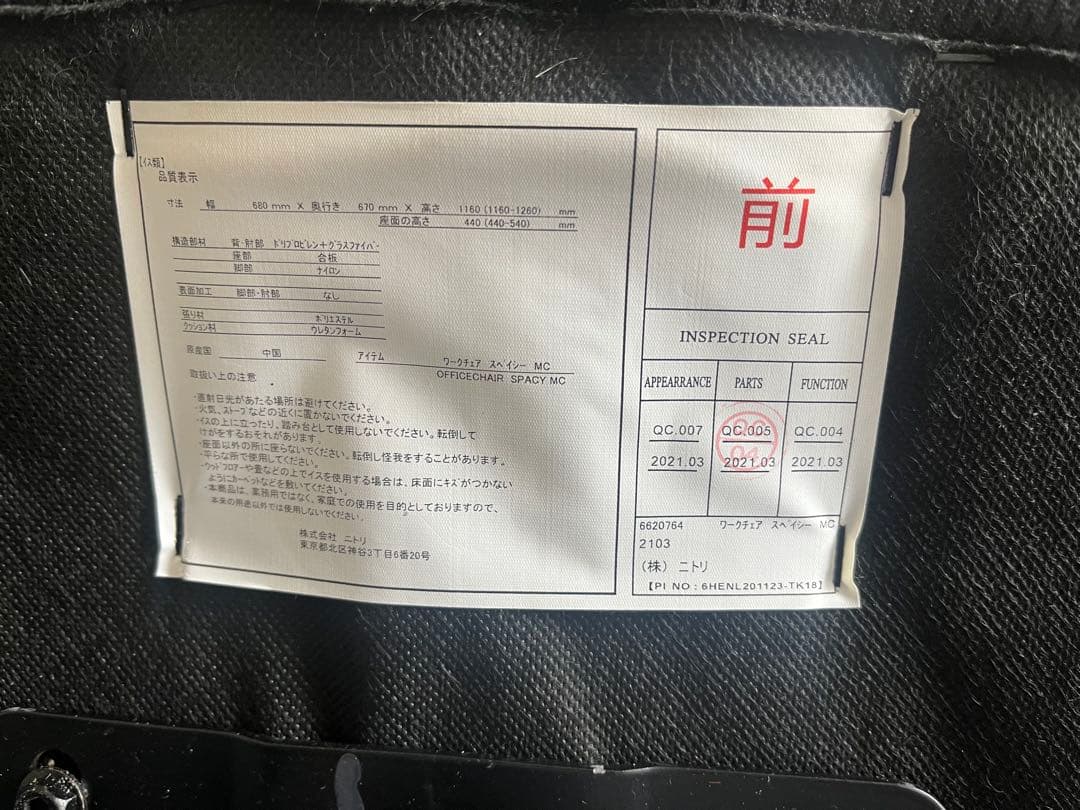 【イス類】
品質表示
寸法 幅 680 mm X 奥行き 670 mm X 高さ 1160 (1160-1260) mm
座面の高さ 440 (440-540) mm
構造部材 背・肘部 ドリプロピレン+グラスファイバー
座部 合板
脚部 ナイロン
表面加工 脚部・肘部 なし
張り材 ポリエステル
クッション材 ウレタンフォーム
原産国 中国 アイテム ワークチェア スペイシー MC
OFFICECHAIR SPACY MC
取扱い上の注意
・直射日光があたる場所は避けてください。
・火気、ストーブなどの近くに置かないでください。
・イスの上に立ったり、踏み台として使用しないでください。転倒して
けがをするおそれがあります。
・座面以外の所に座らないでください。転倒し怪我をすることがあります。
・平らな所で使用してください。
・ウッドフロアーや畳などの上でイスを使用する場合は、床面にキズがつかない
ようにカーペットなどを敷いてください。
・本商品は、業務用ではなく、家庭での使用を目的としておりますので、
本来の用途以外では使用しないでください。
株式会社 ニトリ
東京都北区神谷3丁目6番20号
前
INSPECTION SEAL
APPEARRANCE PARTS FUNCTION
QC.007 QC.005 QC.004
2021.03 2021.03 2021.03
6620764 ワークチェア スペイシー MC
2103
(株) ニトリ
【PI NO : 6HENL201123-TK18】